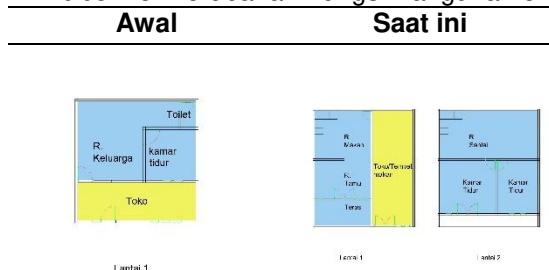 Awal
Saat ini
Toilet
R. Keluarga
kamar tidur
Toko
Lantai 1
R. Makan
R. Tamu
Teras
Toko/Tempat makan
Lantai 1
R. Santai
Kamar Tidur
Kamar Tidur
Lantai 2